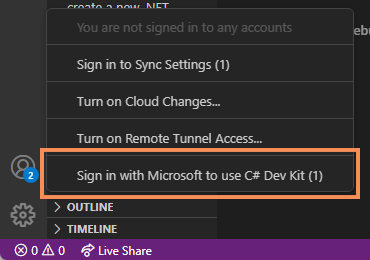 create a new .NET
You are not signed in to any accounts
ebu
Sign in to Sync Settings (1)
Turn on Cloud Changes...
Turn on Remote Tunnel Access...
Sign in with Microsoft to use C# Dev Kit (1)
2
OUTLINE
TIMELINE
0 0 Live Share